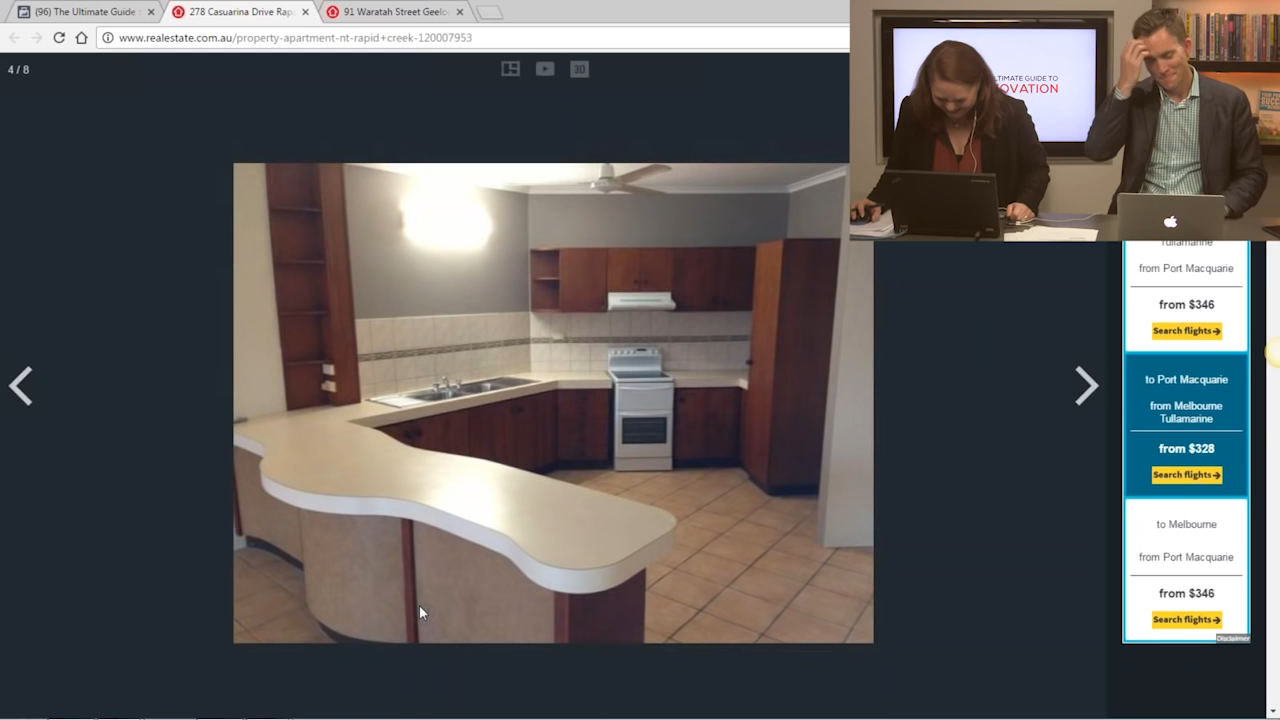 (96) The Ultimate Guide
278 Casuarina Drive Rap
91 Waratah Street Geelo
www.realestate.com.au/property-apartment-nt-rapid+creek-120007953
4 / 8
3D
LTIMATE GUIDE TO
OVATION
Tullamarine
from Port Macquarie
from $346
Search flights
to Port Macquarie
from Melbourne
Tullamarine
from $328
Search flights
to Melbourne
from Port Macquarie
from $346
Search flights
Disclaimer